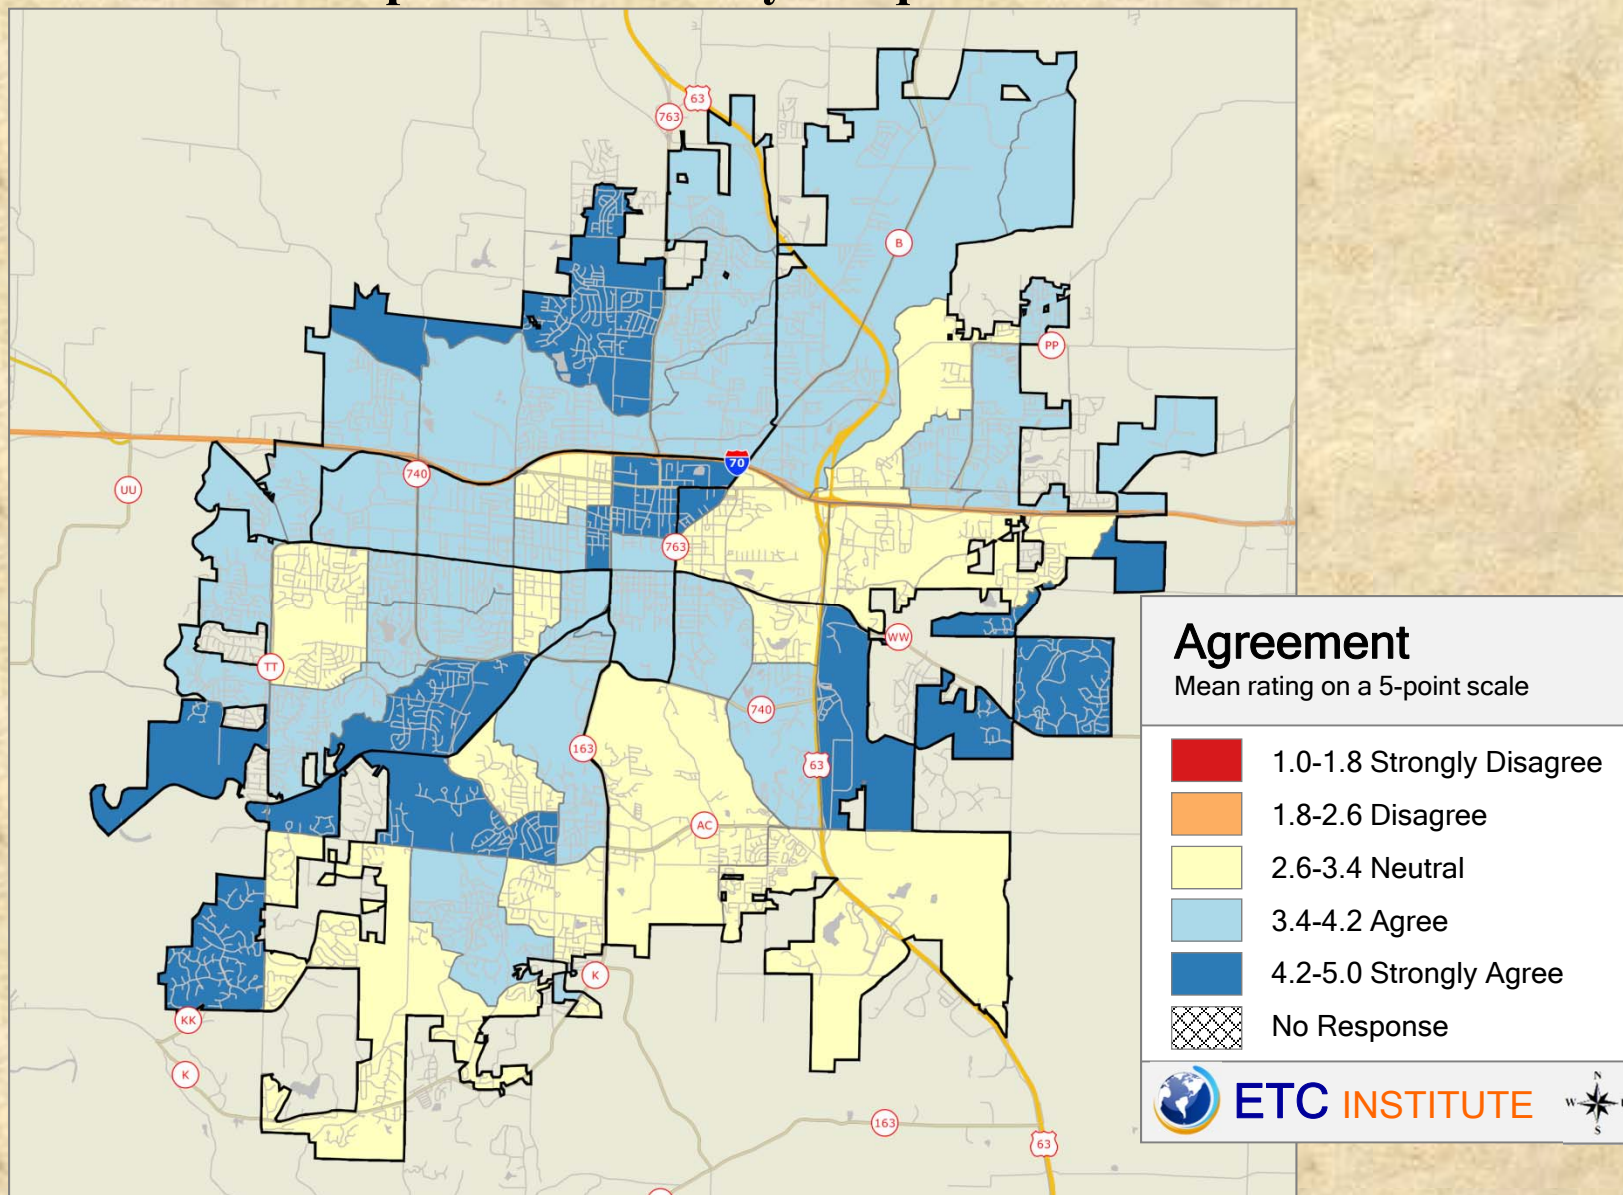 63
763
B
PP
70
740
UU
763
WW
TT
740
163
63
AC
K
KK
K
163
63
Agreement
Mean rating on a 5-point scale
1.0-1.8 Strongly Disagree
1.8-2.6 Disagree
2.6-3.4 Neutral
3.4-4.2 Agree
4.2-5.0 Strongly Agree
No Response
ETC INSTITUTE
N
W
S